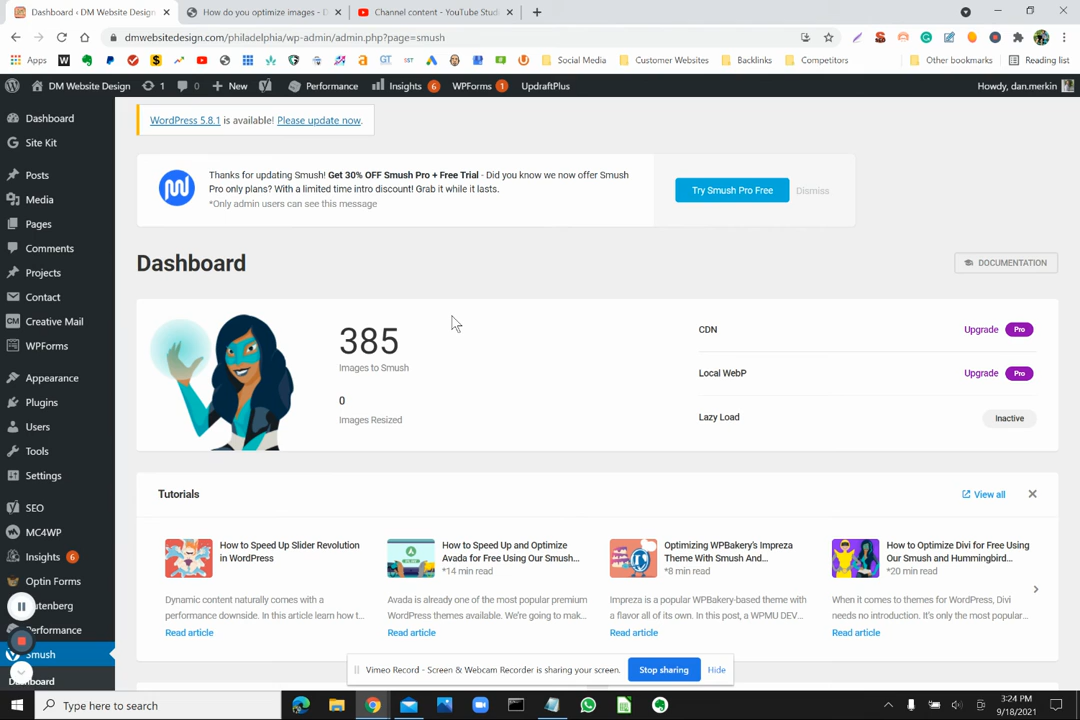 Dashboard ‹ DM Website Design
How do you optimize images - D
Channel content - YouTube Studi
dmwebsitedesign.com/philadelphia/wp-admin/admin.php?page=smush
Apps
Social Media
Customer Websites
Backlinks
Competitors
Other bookmarks
Reading list
DM Website Design
1
0
New
Performance
Insights 6
WPForms 1
UpdraftPlus
Howdy, dan.merkin
Dashboard
Site Kit
Posts
Media
Pages
Comments
Projects
Contact
Creative Mail
WPForms
Appearance
Plugins
Users
Tools
Settings
SEO
MC4WP
Insights 6
Optin Forms
utenberg
erformance
Smush
Dashboard
WordPress 5.8.1 is available! Please update now.
Thanks for updating Smush! Get 30% OFF Smush Pro + Free Trial - Did you know we now offer Smush
Pro only plans? With a limited time intro discount! Grab it while it lasts.
*Only admin users can see this message
Try Smush Pro Free
Dismiss
Dashboard
DOCUMENTATION
385
Images to Smush
0
Images Resized
CDN
Upgrade Pro
Local WebP
Upgrade Pro
Lazy Load
Inactive
Tutorials
View all
How to Speed Up Slider Revolution
in WordPress
Dynamic content naturally comes with a
performance downside. In this article learn how t...
Read article
How to Speed Up and Optimize
Avada for Free Using Our Smush...
*14 min read
Avada is already one of the most popular
WordPress themes available. We're going to mak...
Read article
Optimizing WPBakery's Impreza
Theme With Smush And...
*8 min read
Impreza is a popular WPBakery-based theme with
a flavor all of its own. In this post, a WPMU DEV...
Read article
How to Optimize Divi for Free Using
Our Smush and Hummingbird...
*20 min read
When it comes to themes for WordPress, Divi
needs no introduction. It's only the most popular...
Read article
Vimeo Record - Screen & Webcam Recorder is sharing your screen.
Stop sharing
Hide
Type here to search
3:24 PM
9/18/2021